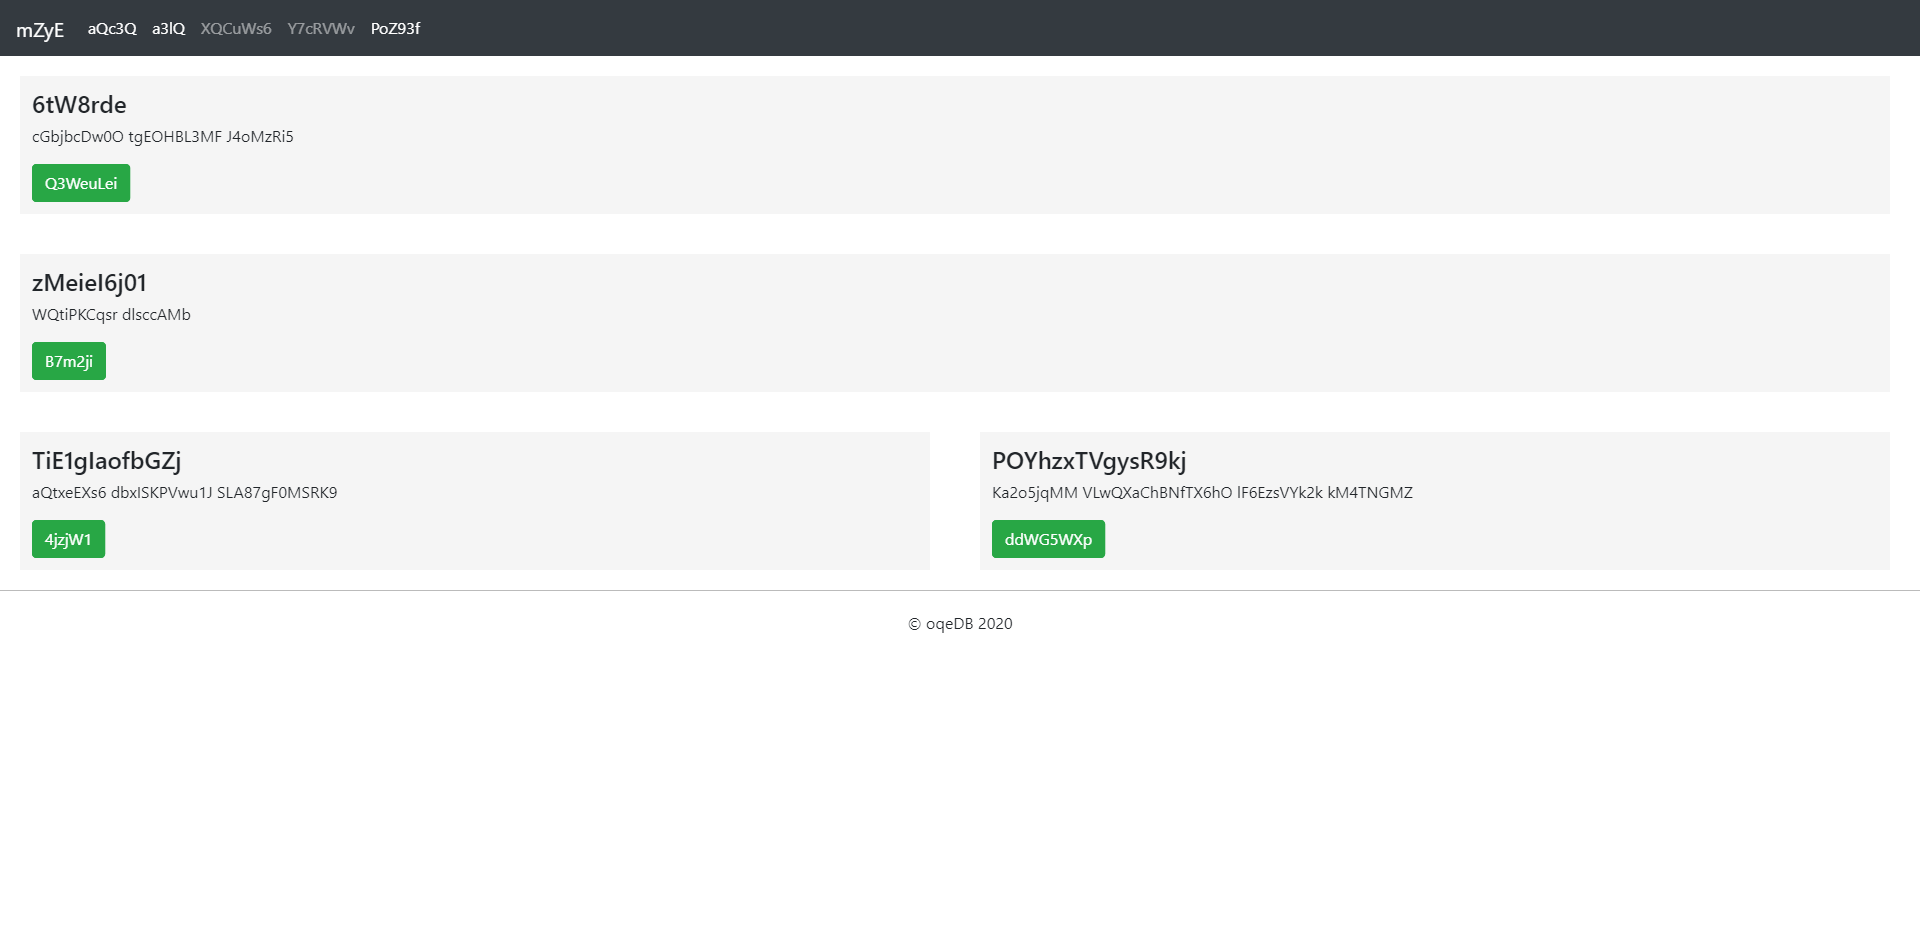 mZyE aQc3Q a3lQ XQCuWs6 Y7cRVWv PoZ93f
6tW8rde
cGbjbcDw0O tgEOHBL3MF J4oMzRi5
Q3WeuLei
zMeieI6j01
WQtiPKCqsr dlsccAMb
B7m2ji
TiE1gIaofbGZj
aQtxeEXs6 dbxISKPVwu1J SLA87gF0MSRK9
4jzjW1
POYhzxTVgysR9kj
Ka2o5jqMM VLwQXaChBNfTX6hO lF6EzsVYk2k kM4TNGMZ
ddWG5WXp
© oqeDB 2020